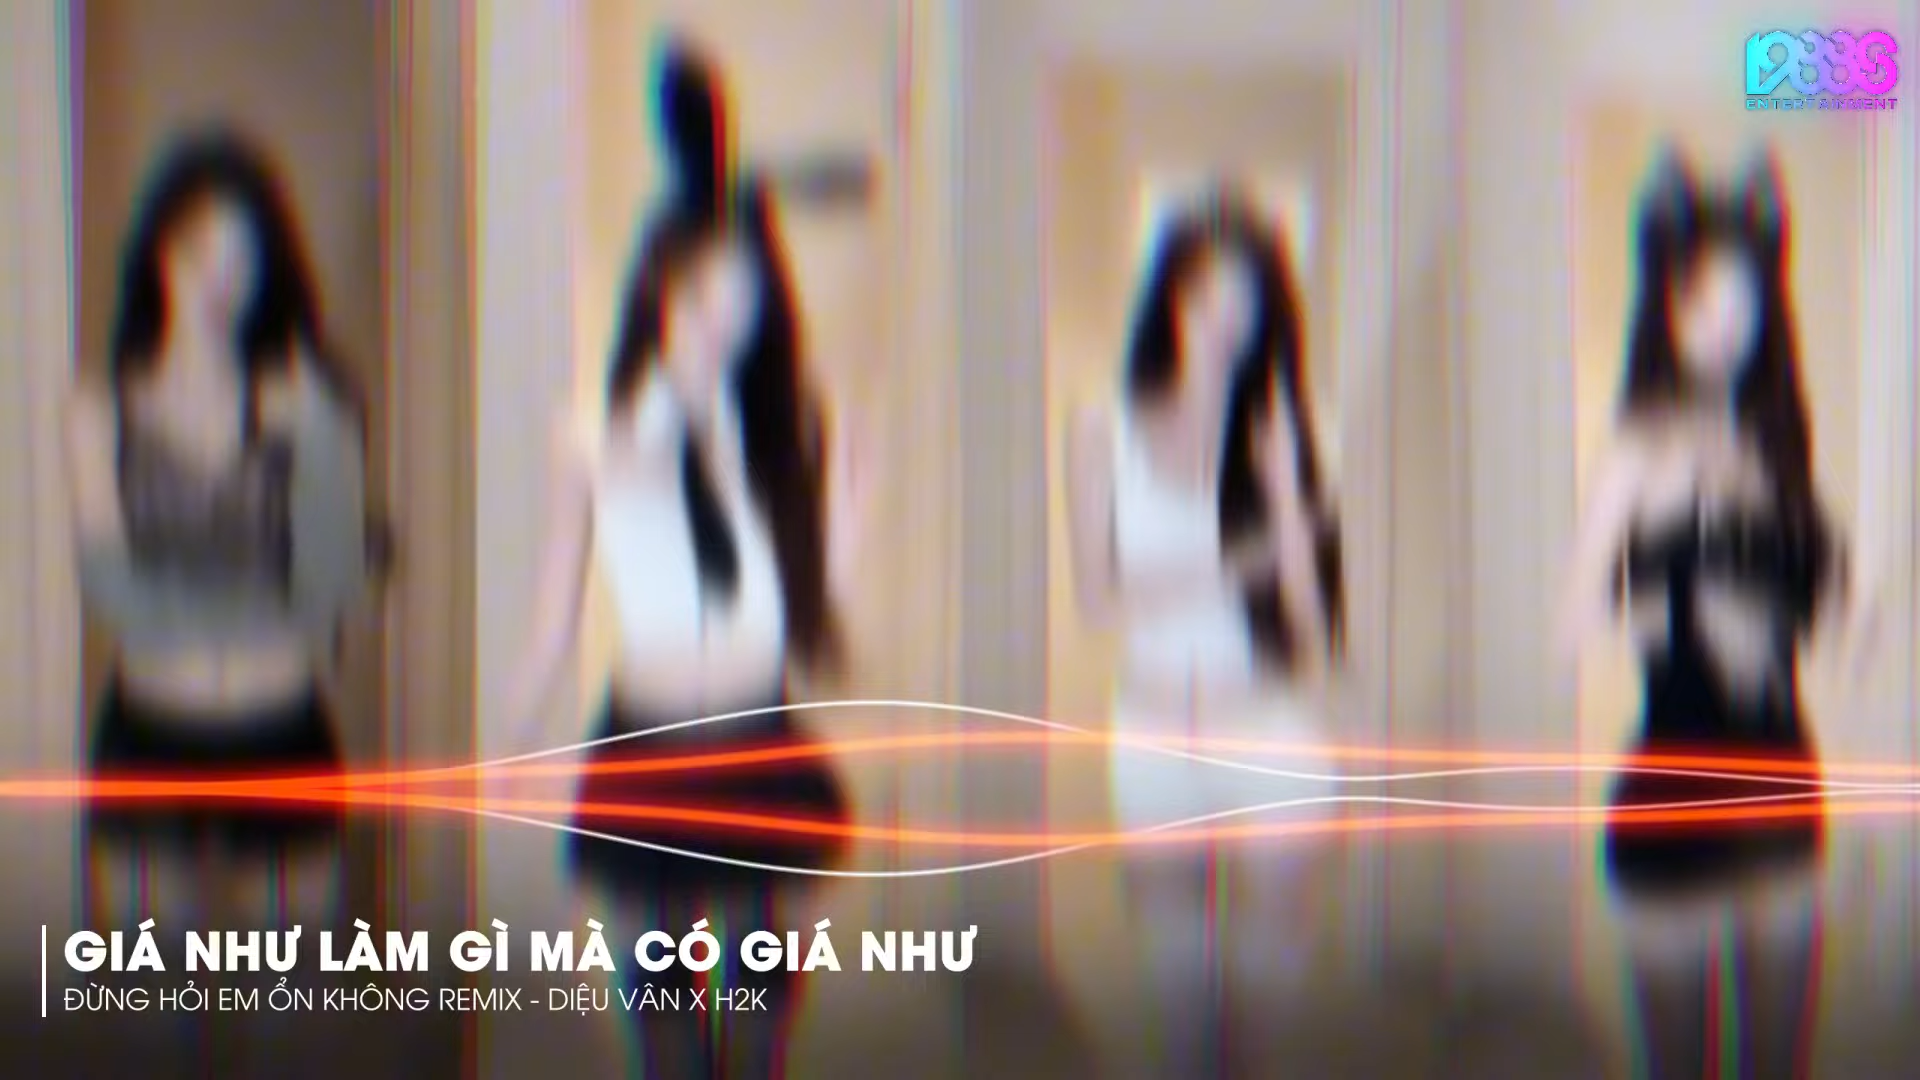 1988S
ENTERTAINMENT
GIÁ NHƯ LÀM GÌ MÀ CÓ GIÁ NHƯ
ĐỪNG HỎI EM ỔN KHÔNG REMIX - DIỆU VÂN X H2K